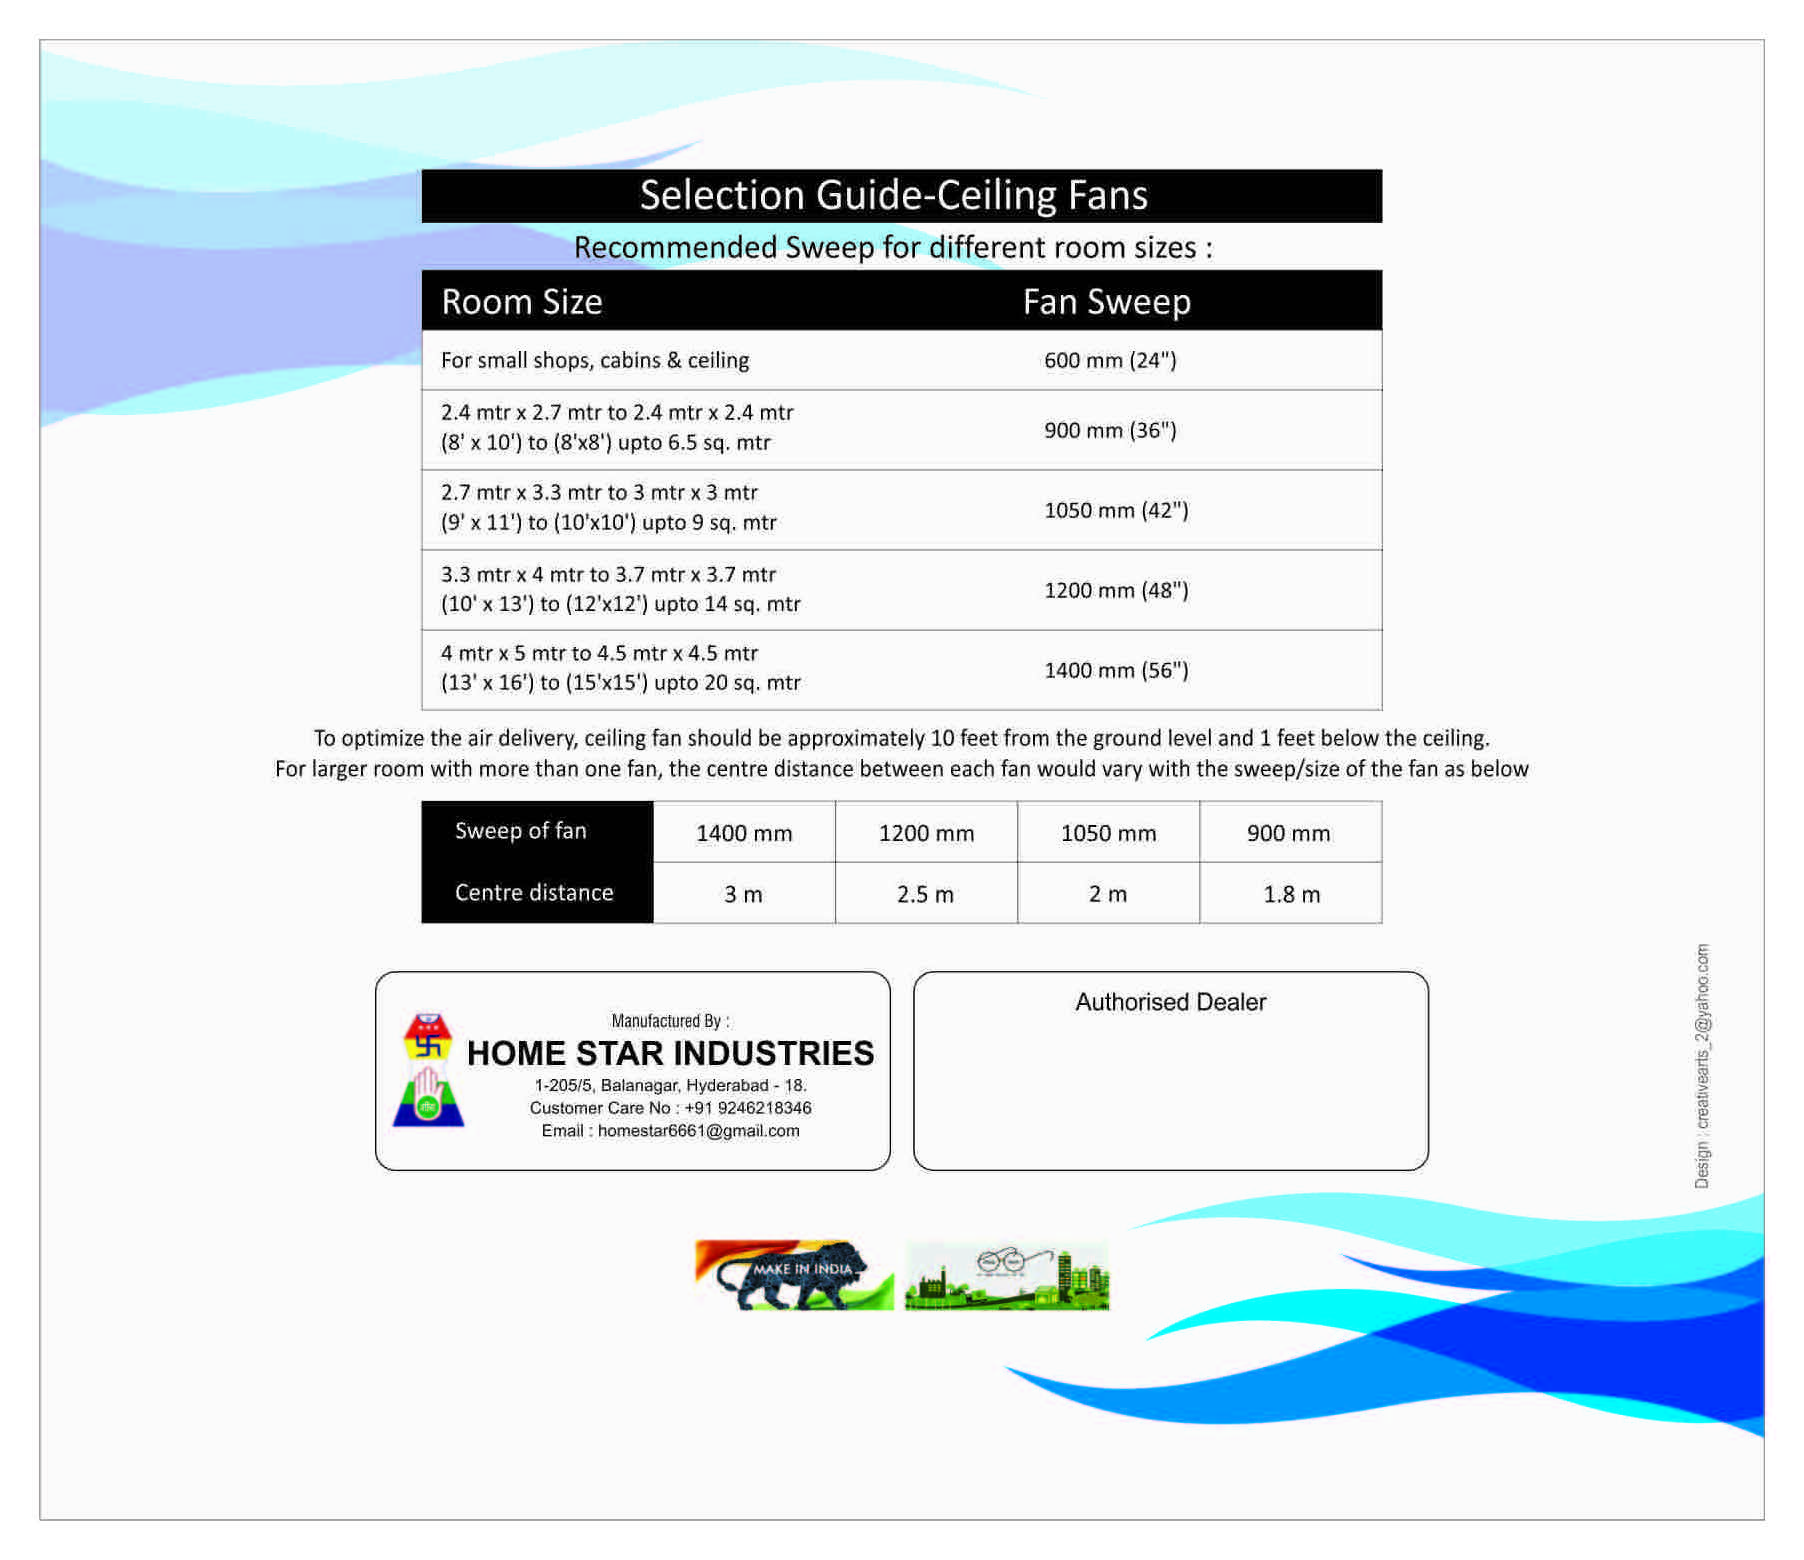 Selection Guide-Ceiling Fans
Recommended Sweep for different room sizes :
Room Size Fan Sweep
For small shops, cabins & ceiling 600 mm (24")
2.4 mtr x 2.7 mtr to 2.4 mtr x 2.4 mtr
(8' x 10') to (8'x8') upto 6.5 sq. mtr
900 mm (36")
2.7 mtr x 3.3 mtr to 3 mtr x 3 mtr
(9' x 11') to (10'x10') upto 9 sq. mtr
1050 mm (42")
3.3 mtr x 4 mtr to 3.7 mtr x 3.7 mtr
(10' x 13') to (12'x12') upto 14 sq. mtr
1200 mm (48")
4 mtr x 5 mtr to 4.5 mtr x 4.5 mtr
(13' x 16') to (15'x15') upto 20 sq. mtr
1400 mm (56")
To optimize the air delivery, ceiling fan should be approximately 10 feet from the ground level and 1 feet below the ceiling.
For larger room with more than one fan, the centre distance between each fan would vary with the sweep/size of the fan as below
Sweep of fan 1400 mm 1200 mm 1050 mm 900 mm
Centre distance 3 m 2.5 m 2 m 1.8 m
Manufactured By :
HOME STAR INDUSTRIES
1-205/5, Balanagar, Hyderabad - 18.
Customer Care No : +91 9246218346
Email : homestar6661@gmail.com
Authorised Dealer
Design : creativearts_2@yahoo.com
MAKE IN INDIA